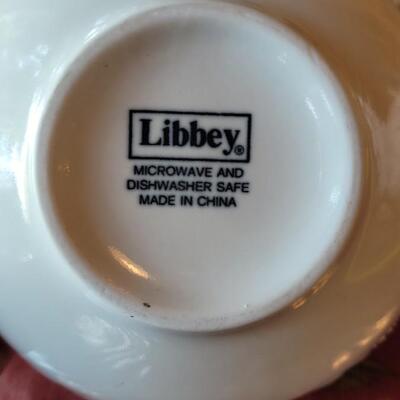 Libbey®
MICROWAVE AND
DISHWASHER SAFE
MADE IN CHINA